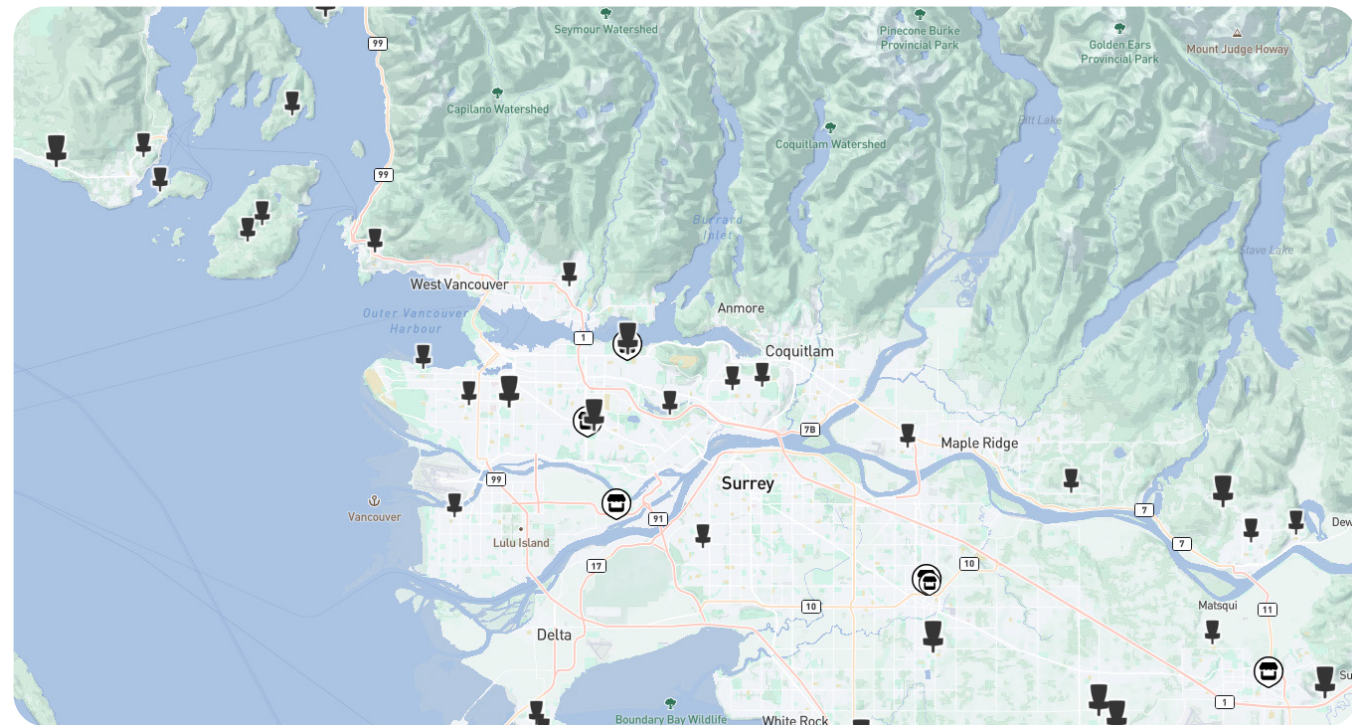 Seymour Watershed
Pinecone Burke
Provincial Park
Golden Ears
Provincial Park
Mount Judge Howay
99
Capilano Watershed
Coquitlam Watershed
Pitt Lake
99
Burrard
Inlet
Stave Lake
West Vancouver
Outer Vancouver
Harbour
Anmore
1
Coquitlam
7B
Maple Ridge
99
Surrey
Vancouver
91
7
Lulu Island
7
17
10
10
Matsqui
11
Delta
1
Boundary Bay Wildlife
White Rock